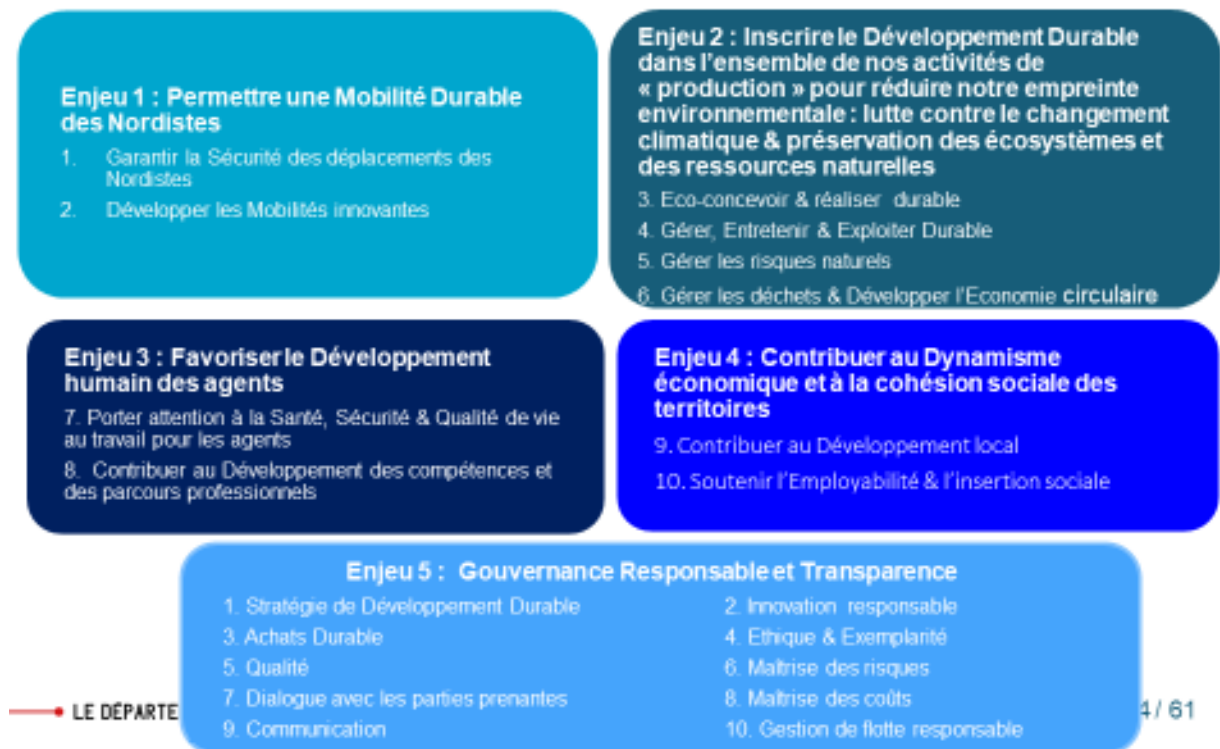 Enjeu 1 : Permettre une Mobilité Durable
des Nordistes
1. Garantir la Sécurité des déplacements des
Nordistes
2. Développer les Mobilités innovantes
Enjeu 2 : Inscrire le Développement Durable
dans l'ensemble de nos activités de
« production » pour réduire notre empreinte
environnementale : lutte contre le changement
climatique & préservation des écosystèmes et
des ressources naturelles
3. Eco-concevoir & réaliser durable
4. Gérer, Entretenir & Exploiter Durable
5. Gérer les risques naturels
6. Gérer les déchets & Développer l'Economie circulaire
Enjeu 3 : Favoriser le Développement
humain des agents
7. Porter attention à la Santé, Sécurité & Qualité de vie
au travail pour les agents
8. Contribuer au Développement des compétences et
des parcours professionnels
Enjeu 4 : Contribuer au Dynamisme
économique et à la cohésion sociale des
territoires
9. Contribuer au Développement local
10. Soutenir l'Employabilité & l'insertion sociale
Enjeu 5 : Gouvernance Responsable et Transparence
1. Stratégie de Développement Durable
2. Innovation responsable
3. Achats Durable
4. Ethique & Exemplarité
5. Qualité
6. Maîtrise des risques
7. Dialogue avec les parties prenantes
8. Maîtrise des coûts
9. Communication
10. Gestion de flotte responsable
LE DÉPARTE
4 / 61